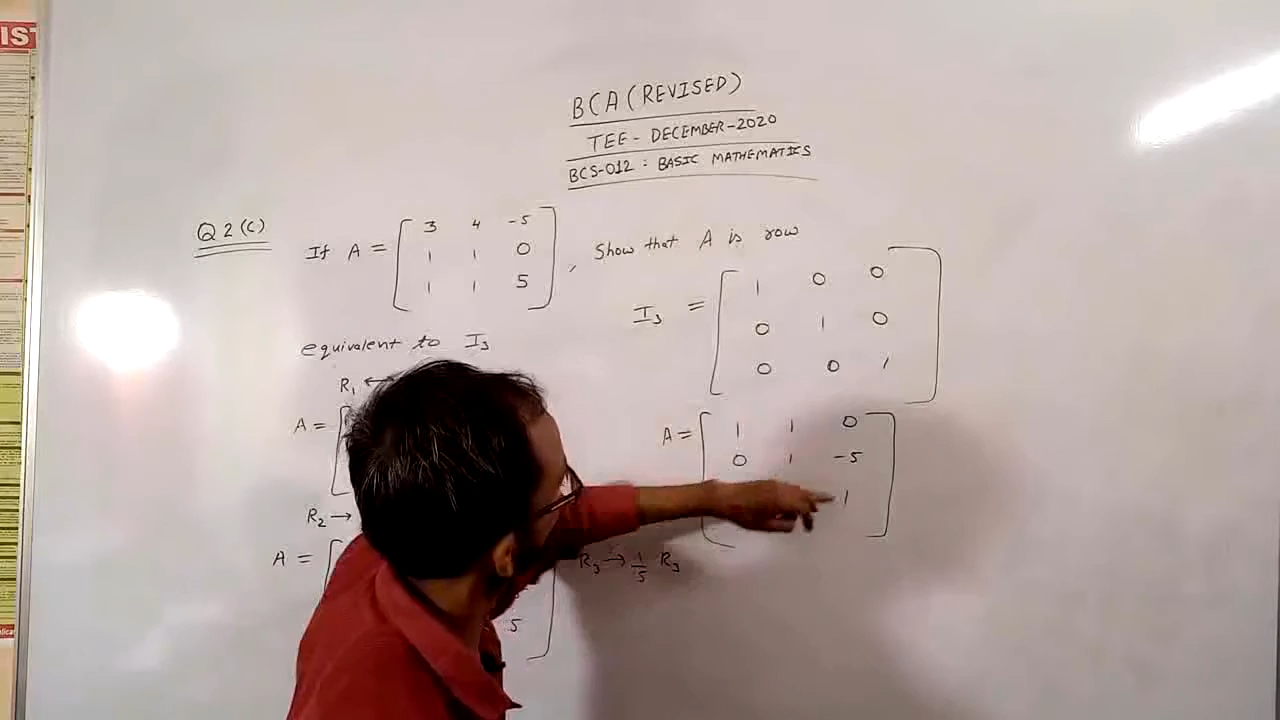 IST
BCA (REVISED)
TEE - DECEMBER-2020
BCS-012 : BASIC MATHEMATICS
Q 2 (C)
If A = [ 3 4 -5
1 1 0
1 1 5 ] , Show that A is row
equivalent to I3
I3 = [ 1 0 0
0 1 0
0 0 1 ]
R1 ←
A = [
R2 →
A = [
5 ]
R3 → 1/5 R3
A = [ 1 1 0
0 1 -5
1 ]